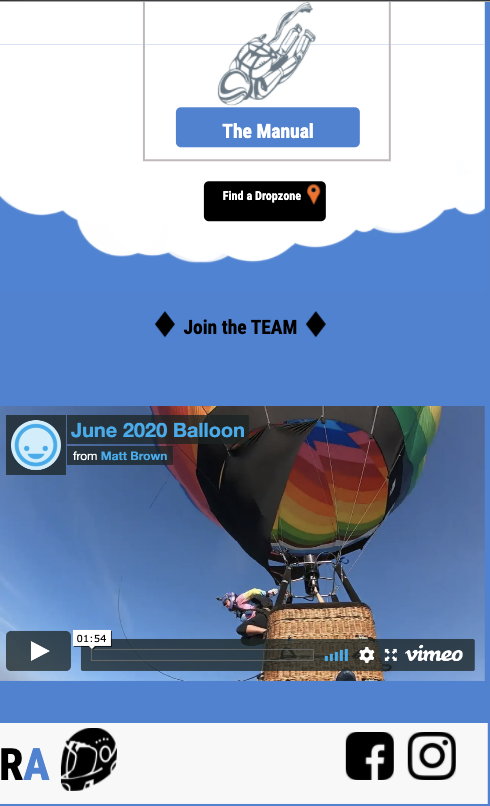 The Manual
Find a Dropzone
Join the TEAM
June 2020 Balloon
from Matt Brown
01:54
vimeo
RA